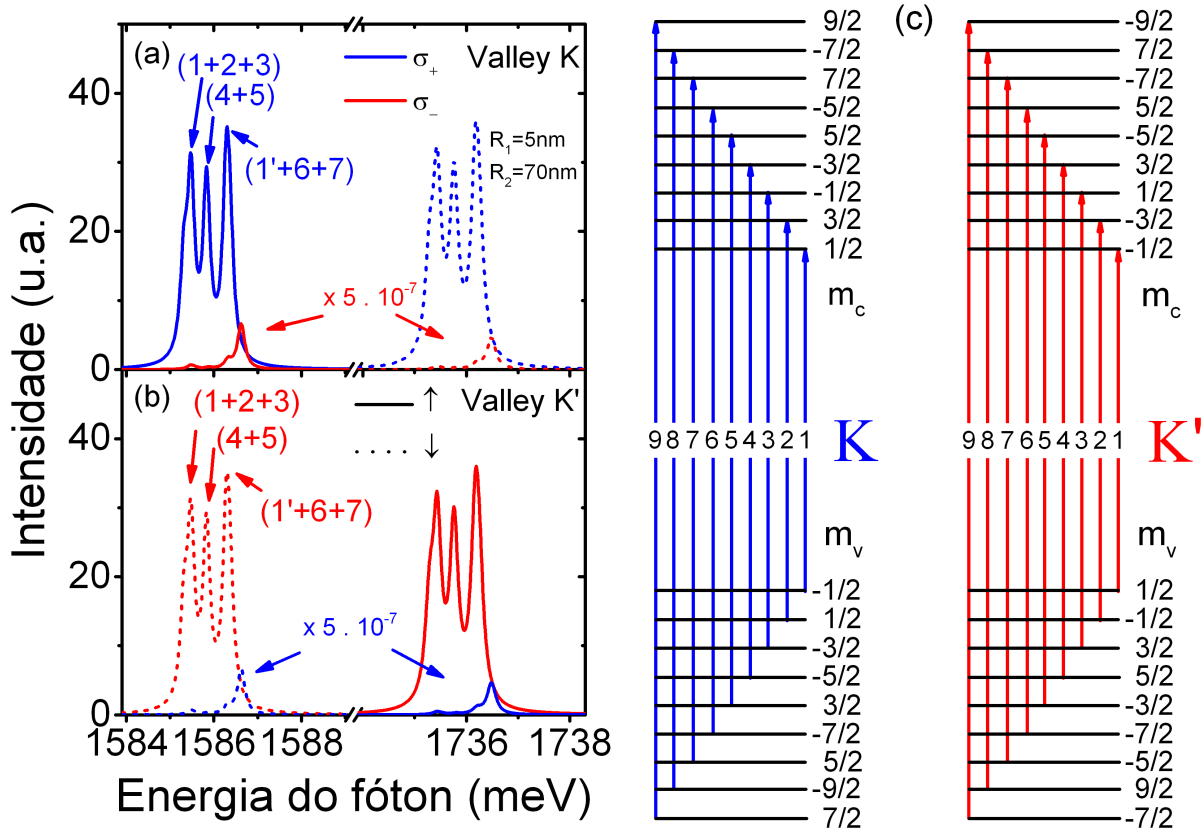 (a)
(1+2+3)
(4+5)
(1'+6+7)
σ+
σ−
Valley K
R1=5nm
R2=70nm
x 5 . 10-7
40
20
0
(b)
(1+2+3)
(4+5)
(1'+6+7)
↑
↓
Valley K'
x 5 . 10-7
40
20
0
1584 1586 1588 1736 1738
Intensidade (u.a.)
Energia do fóton (meV)
9/2
-7/2
7/2
-5/2
5/2
-3/2
-1/2
3/2
1/2
mc
9 8 7 6 5 4 3 2 1
K
mv
-1/2
1/2
-3/2
-5/2
3/2
-7/2
5/2
-9/2
7/2
(c)
-9/2
7/2
-7/2
5/2
-5/2
3/2
1/2
-3/2
-1/2
mc
9 8 7 6 5 4 3 2 1
K'
mv
1/2
-1/2
3/2
5/2
-3/2
7/2
-5/2
9/2
-7/2